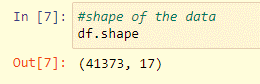 In [7]: #shape of the data
df.shape
Out[7]: (41373, 17)